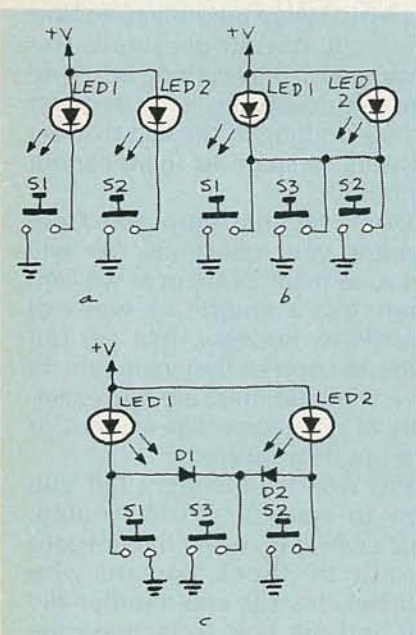 +V
+V
LED1
LED2
LED1
LED
2
S1
S2
S1
S3
S2
a
b
+V
LED1
LED2
D1
D2
S1
S3
S2
c